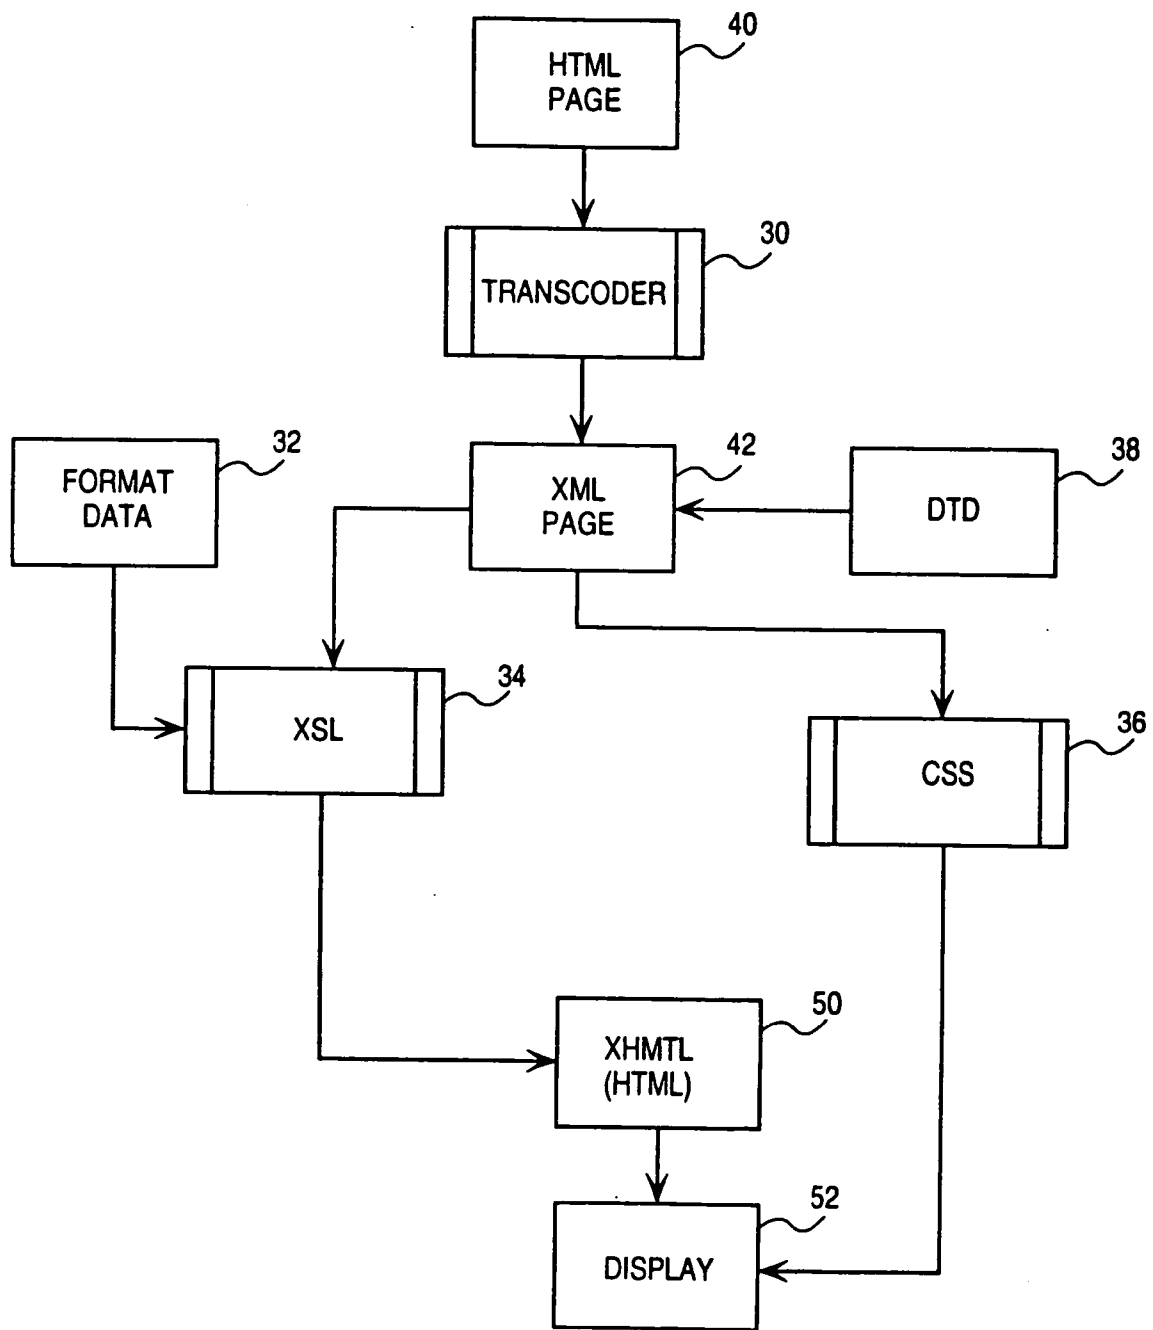 40
HTML
PAGE
30
TRANSCODER
32
FORMAT
DATA
42
XML
PAGE
38
DTD
34
XSL
36
CSS
50
XHMTL
(HTML)
52
DISPLAY